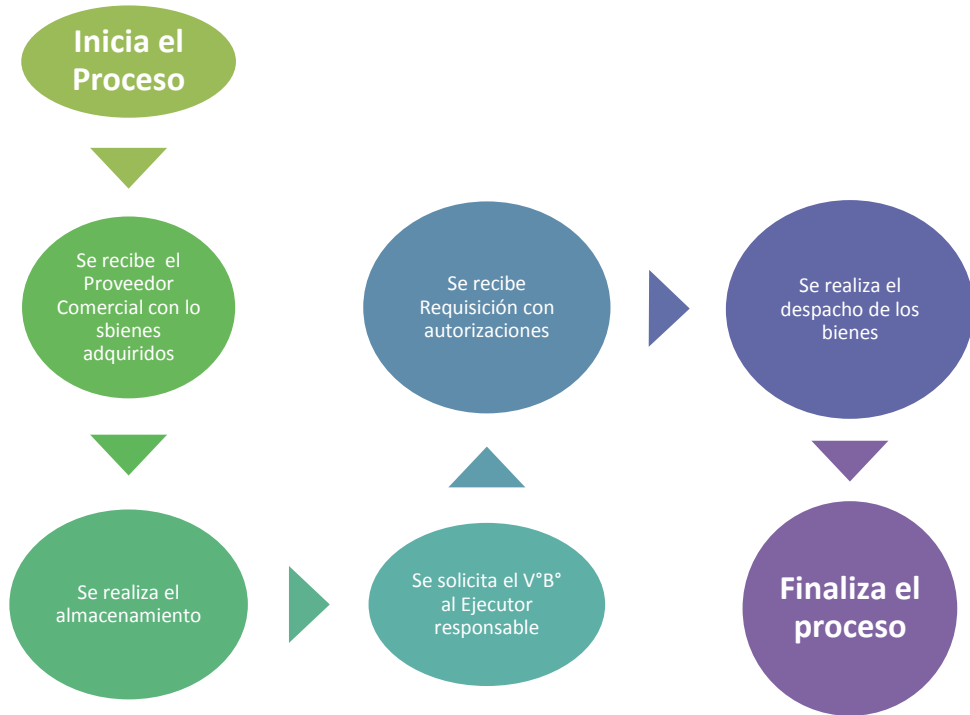 Inicia el
Proceso
Se recibe el
Proveedor
Comercial con lo
sbienes
adquiridos
Se realiza el
almacenamiento
Se solicita el V°B°
al Ejecutor
responsable
Se recibe
Requisición con
autorizaciones
Se realiza el
despacho de los
bienes
Finaliza el
proceso